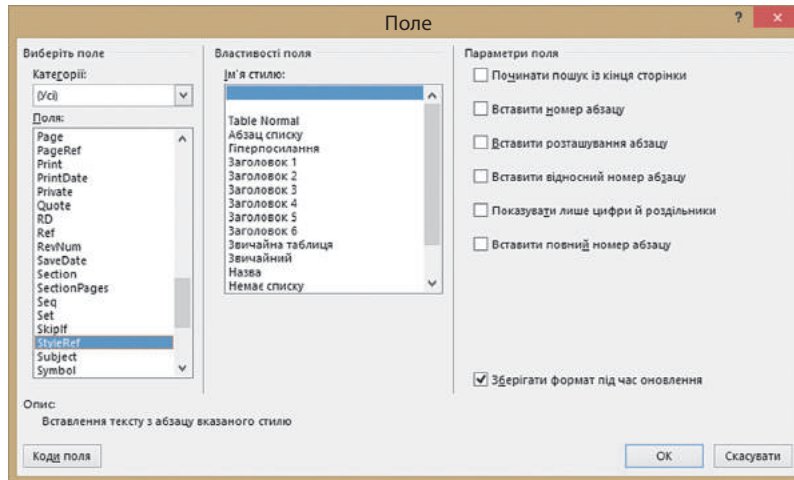 Поле
?
×
Виберіть поле
Категорії:
(Усі)
Поля:
Page
PageRef
Print
PrintDate
Private
Quote
RD
Ref
RevNum
SaveDate
Section
SectionPages
Seq
Set
SkipIf
StyleRef
Subject
Symbol
Властивості поля
Ім'я стилю:
Table Normal
Абзац списку
Гіперпосилання
Заголовок 1
Заголовок 2
Заголовок 3
Заголовок 4
Заголовок 5
Заголовок 6
Звичайна таблиця
Звичайний
Назва
Немає списку
Параметри поля
Починати пошук із кінця сторінки
Вставити номер абзацу
Вставити розташування абзацу
Вставити відносний номер абзацу
Показувати лише цифри й роздільники
Вставити повний номер абзацу
Зберігати формат під час оновлення
Опис:
Вставлення тексту з абзацу вказаного стилю
Коди поля
ОК
Скасувати